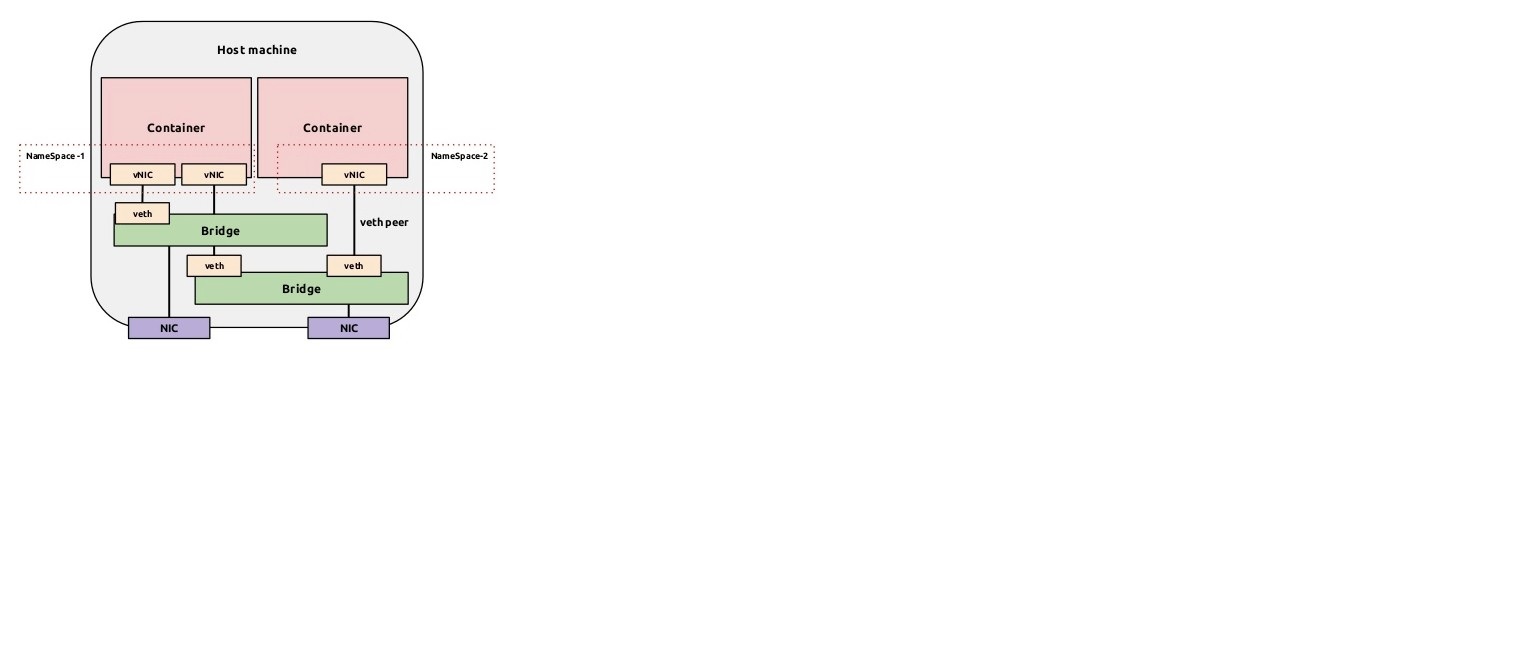 Host machine
Container
Container
NameSpace -1
NameSpace-2
vNIC
vNIC
vNIC
veth
veth peer
Bridge
veth
veth
Bridge
NIC
NIC